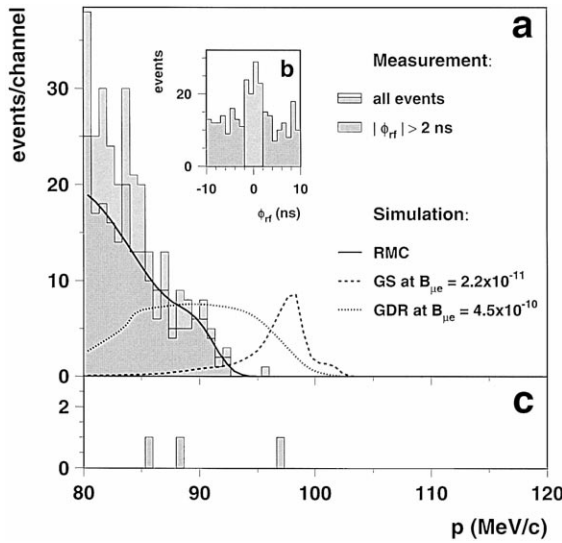 a
events/channel
30
20
10
0
events
b
20
0
-10
0
10
ϕrf (ns)
Measurement:
all events
| ϕrf | > 2 ns
Simulation:
RMC
GS at Bμe = 2.2x10-11
GDR at Bμe = 4.5x10-10
c
2
0
80
90
100
110
120
p (MeV/c)